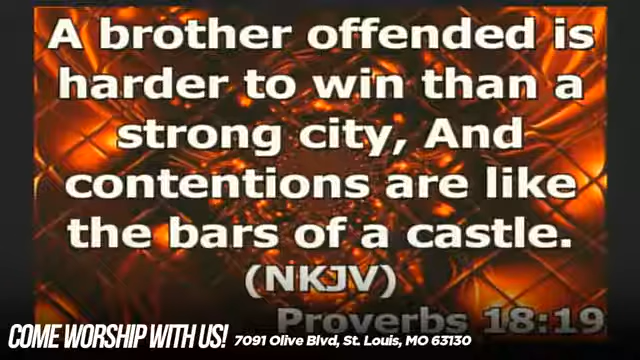 A brother offended is
harder to win than a
strong city, And
contentions are like
the bars of a castle.
(NKJV)
Proverbs 18:19
COME WORSHIP WITH US! 7091 Olive Blvd, St. Louis, MO 63130